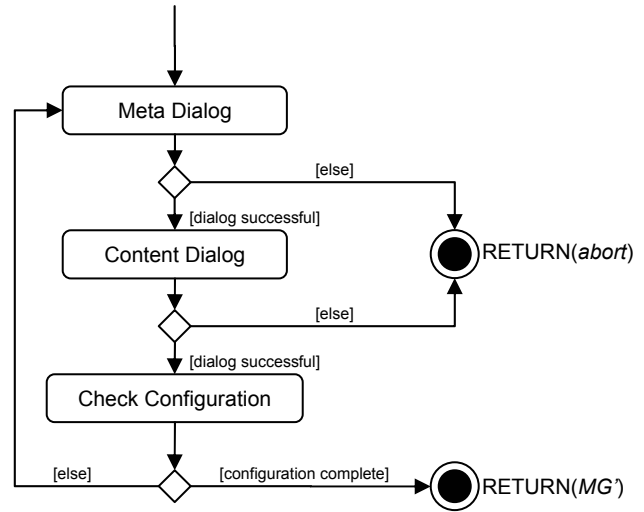 Meta Dialog
[else]
[dialog successful]
Content Dialog
RETURN(abort)
[else]
[dialog successful]
Check Configuration
[else]
[configuration complete]
RETURN(MG')